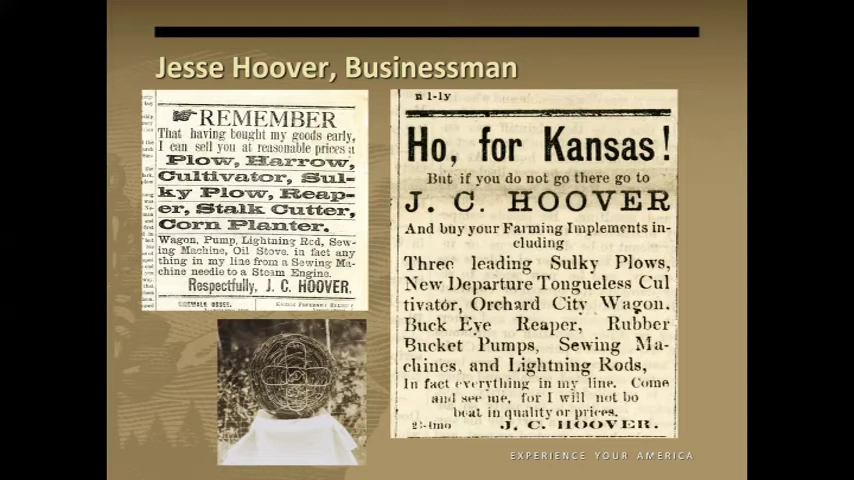 Jesse Hoover, Businessman
REMEMBER
That having bought my goods early,
I can sell you at reasonable prices a
Plow, Harrow,
Cultivator, Sul-
ky Plow, Reap-
er, Stalk Cutter,
Corn Planter.
Wagon, Pump, Lightning Rod, Sew-
ing Machine, Oil Stove. in fact any
thing in my line from a Sewing Ma-
chine needle to a Steam Engine.
Respectfully, J. C. HOOVER.
n 1-ly
Ho, for Kansas!
But if you do not go there go to
J. C. HOOVER
And buy your Farming Implements in-
cluding
Three leading Sulky Plows,
New Departure Tongueless Cul
tivator, Orchard City Wagon.
Buck Eye Reaper, Rubber
Bucket Pumps, Sewing Ma-
chines, and Lightning Rods,
In fact everything in my line. Come
and see me, for I will not be
beat in quality or prices.
J. C. HOOVER.
EXPERIENCE YOUR AMERICA